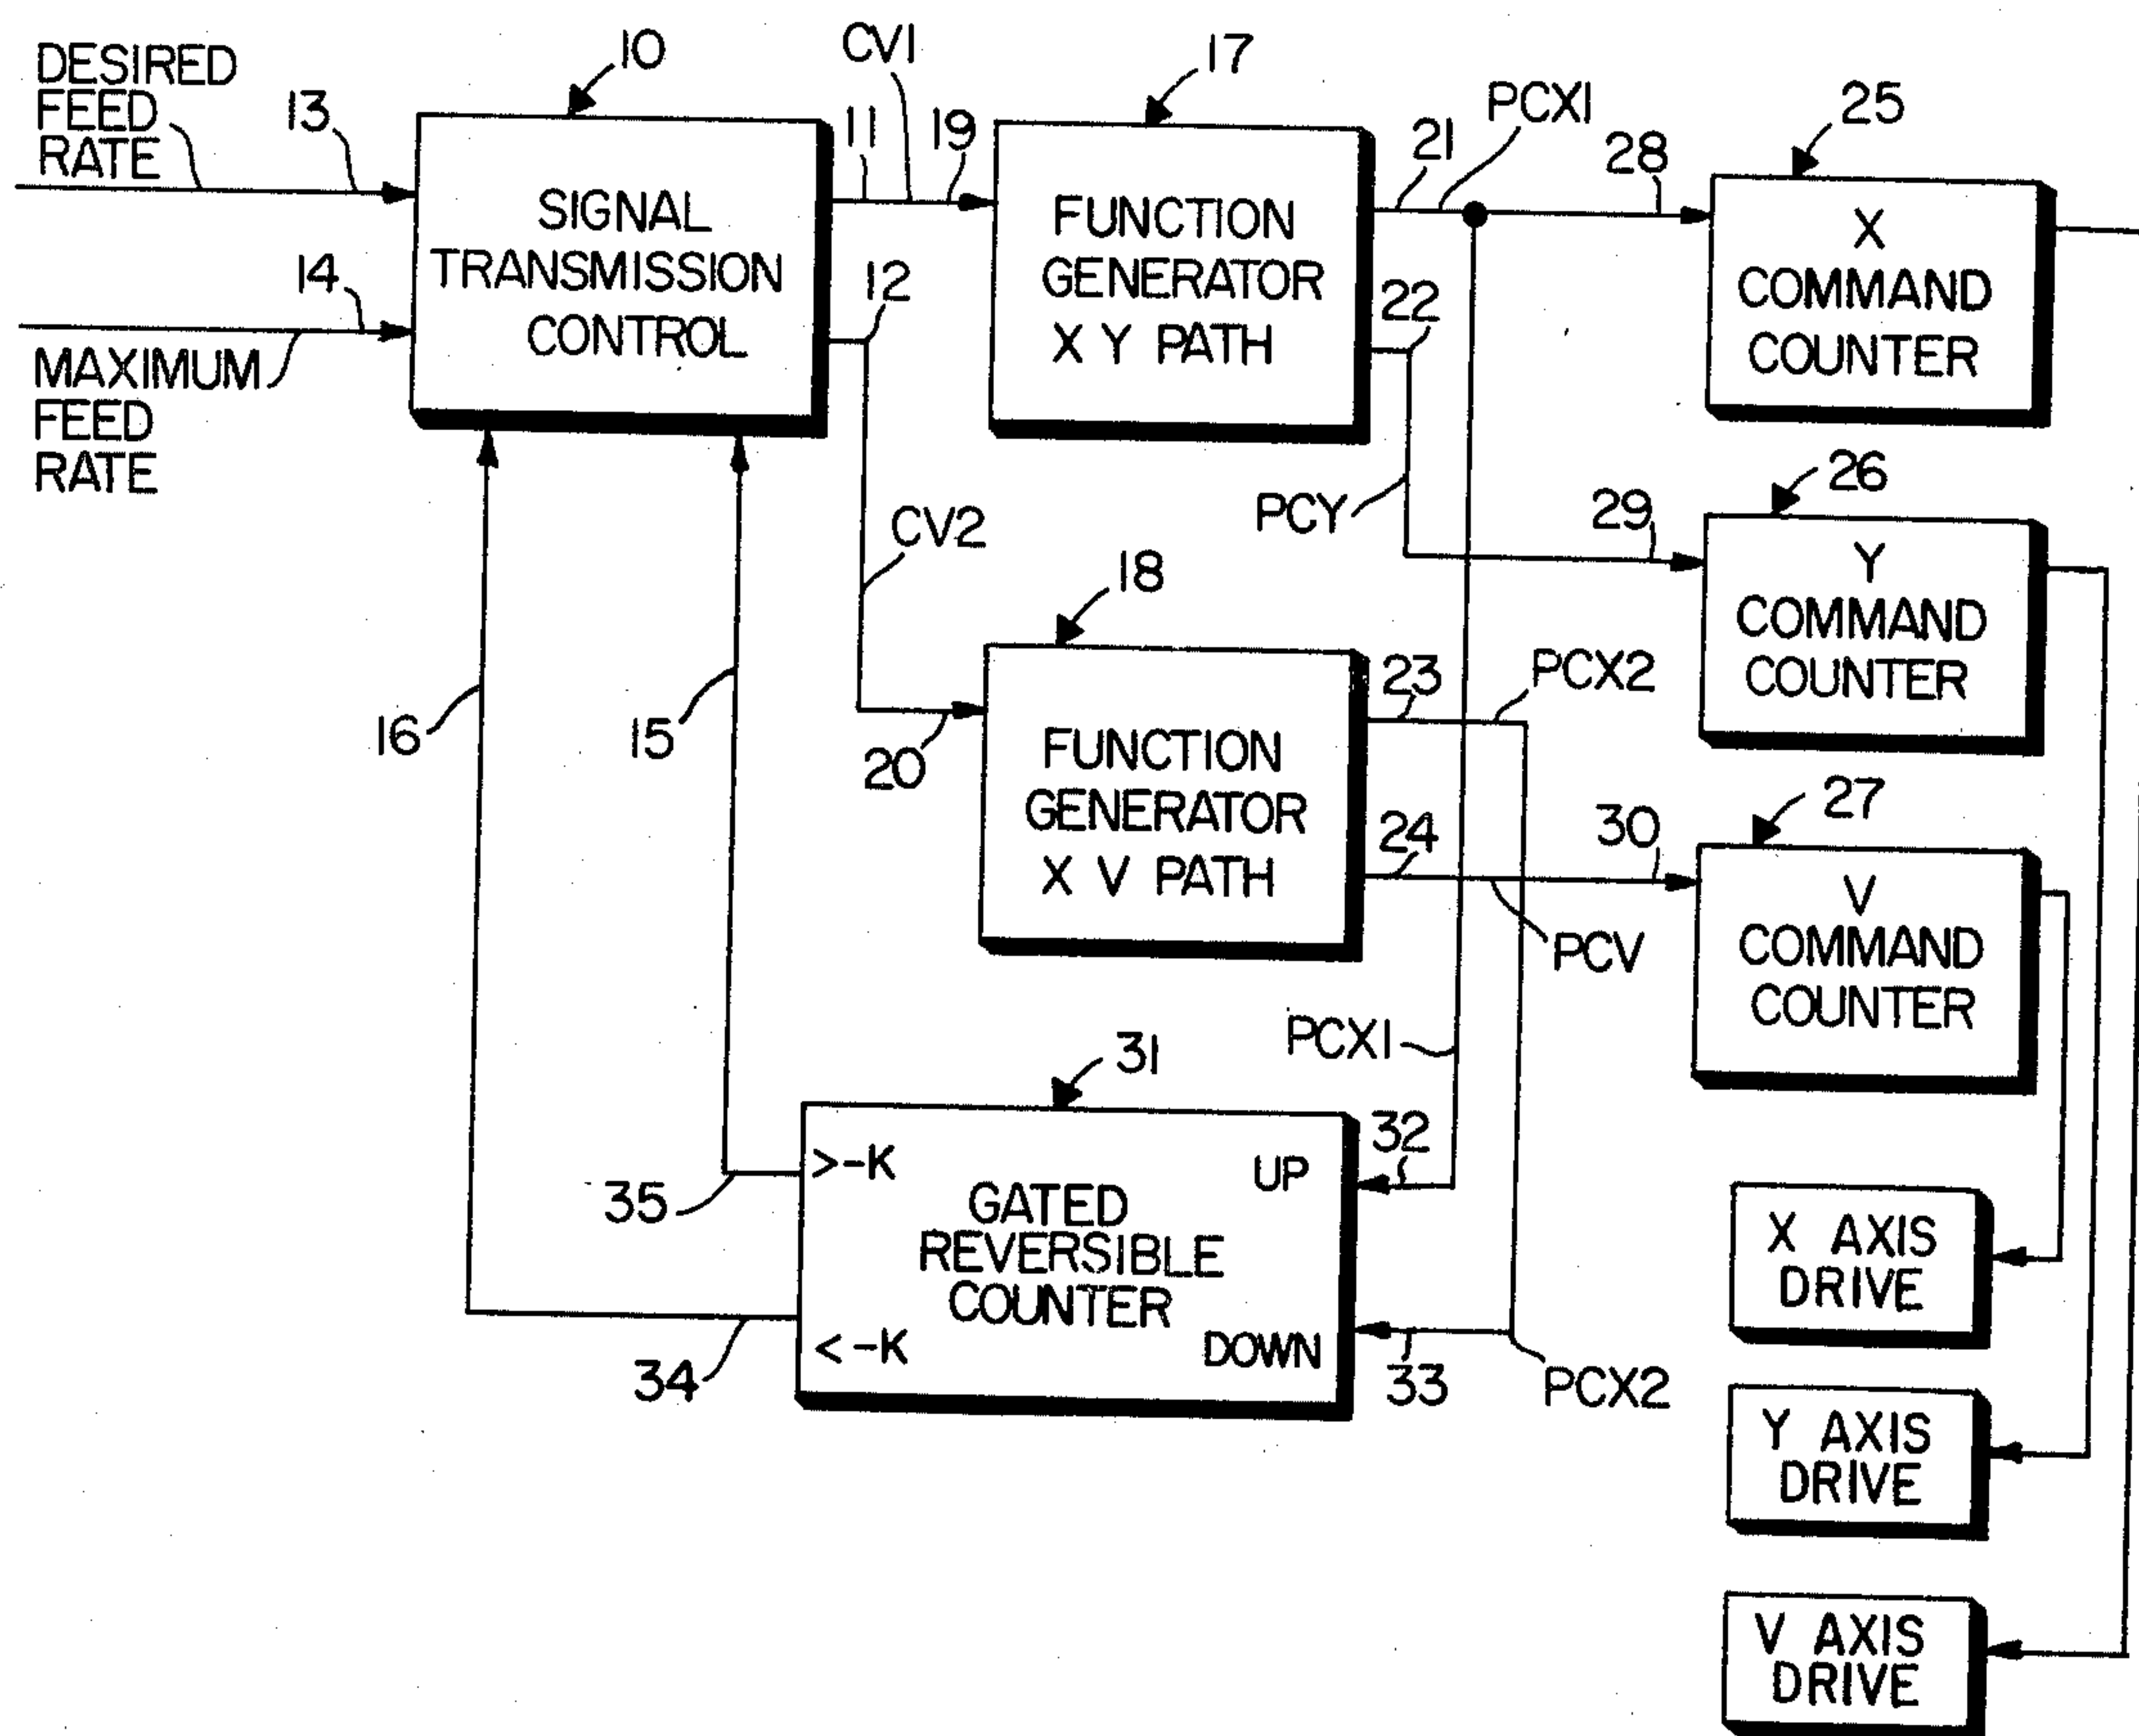 DESIRED
FEED
RATE
13
10
CV1
11
19
17
21
PCX1
28
25
SIGNAL
TRANSMISSION
CONTROL
FUNCTION
GENERATOR
X Y PATH
X
COMMAND
COUNTER
14
12
22
MAXIMUM
FEED
RATE
CV2
PCY
29
26
Y
COMMAND
COUNTER
16
15
20
18
23
PCX2
FUNCTION
GENERATOR
X V PATH
24
30
27
PCV
V
COMMAND
COUNTER
PCX1
31
32
>-K
UP
35
GATED
REVERSIBLE
COUNTER
<-K
DOWN
34
33
PCX2
X AXIS
DRIVE
Y AXIS
DRIVE
V AXIS
DRIVE